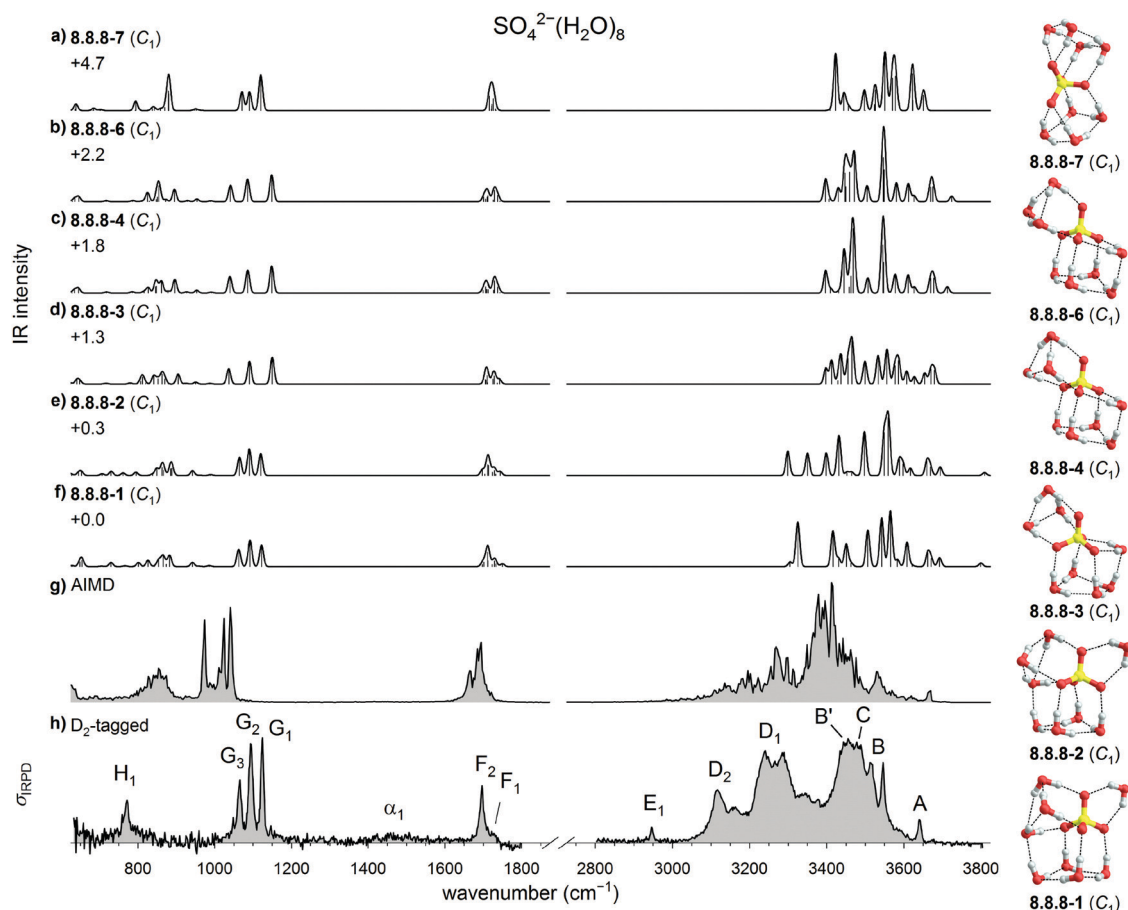 SO₄²⁻(H₂O)₈
a) 8.8.8-7 (C₁)
+4.7
b) 8.8.8-6 (C₁)
+2.2
c) 8.8.8-4 (C₁)
+1.8
d) 8.8.8-3 (C₁)
+1.3
e) 8.8.8-2 (C₁)
+0.3
f) 8.8.8-1 (C₁)
+0.0
g) AIMD
h) D₂-tagged
IR intensity
σIRPD
H₁
G₃
G₂
G₁
α₁
F₂
F₁
E₁
D₂
D₁
B'
C
B
A
800 1000 1200 1400 1600 1800 2800 3000 3200 3400 3600 3800
wavenumber (cm⁻¹)
8.8.8-7 (C₁)
8.8.8-6 (C₁)
8.8.8-4 (C₁)
8.8.8-3 (C₁)
8.8.8-2 (C₁)
8.8.8-1 (C₁)